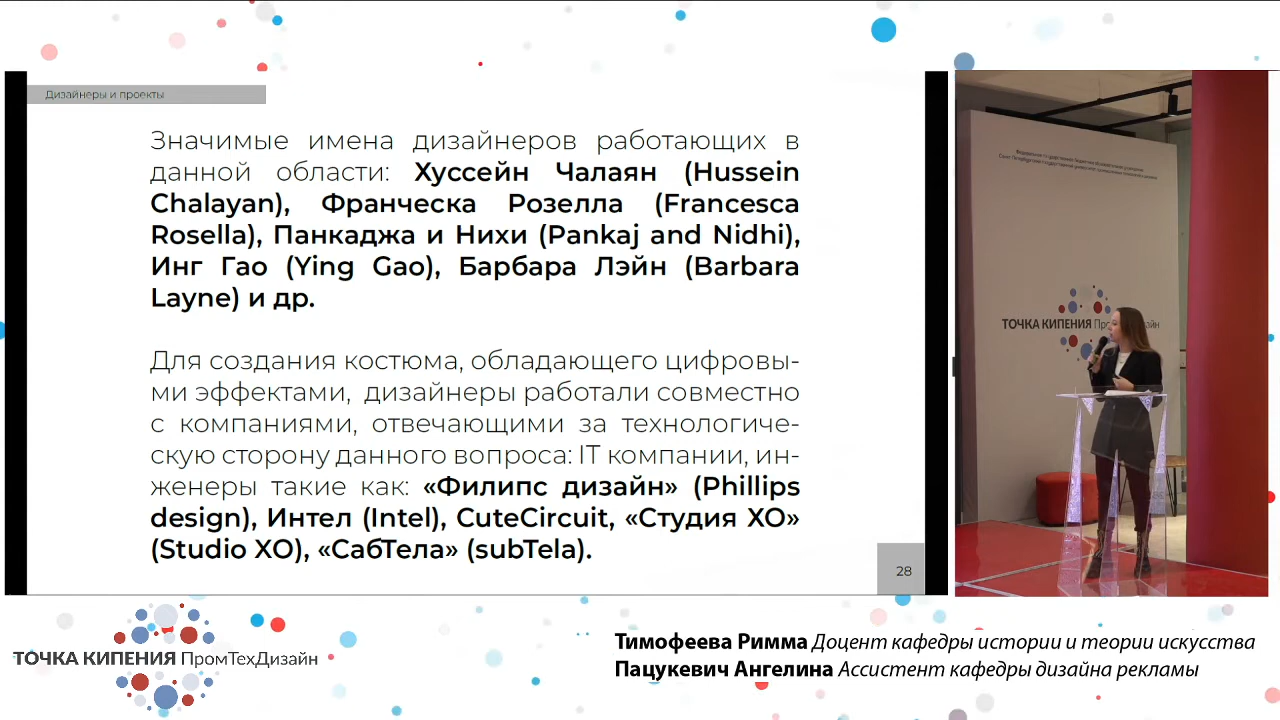 Дизайнеры и проекты
Значимые имена дизайнеров работающих в
данной области: Хуссейн Чалаян (Hussein
Chalayan), Франческа Розелла (Francesca
Rosella), Панкаджа и Нихи (Pankaj and Nidhi),
Инг Гао (Ying Gao), Барбара Лэйн (Barbara
Layne) и др.
Для создания костюма, обладающего цифровы-
ми эффектами, дизайнеры работали совместно
с компаниями, отвечающими за технологиче-
скую сторону данного вопроса: IT компании, ин-
женеры такие как: «Филипс дизайн» (Phillips
design), Интел (Intel), CuteCircuit, «Студия ХО»
(Studio XO), «СабТела» (subTela).
28
ТОЧКА КИПЕНИЯ
ТОЧКА КИПЕНИЯ ПромТехДизайн
Тимофеева Римма Доцент кафедры истории и теории искусства
Пацукевич Ангелина Ассистент кафедры дизайна рекламы